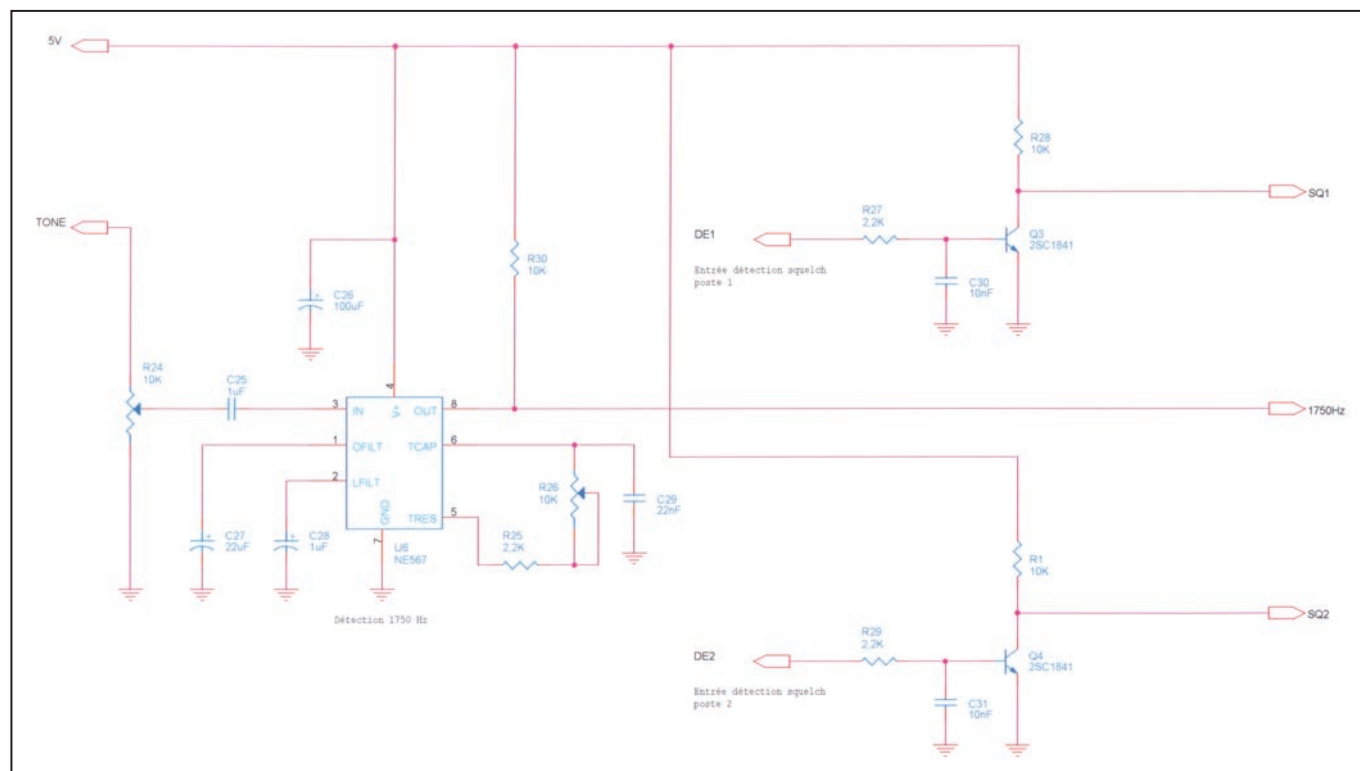 5V
TONE
R24
10K
C25
1uF
C26
100uF
R30
10K
3
IN
4
V+
OUT
8
1
OFILT
TCAP
6
2
LFILT
GND
TRES
5
7
U6
NE567
C27
22uF
C28
1uF
R25
2,2K
R26
10K
C29
22nF
Détection 1750 Hz
R28
10K
SQ1
DE1
R27
2,2K
Q3
2SC1841
Entrée détection squelch
poste 1
C30
10nF
1750Hz
R1
10K
SQ2
DE2
R29
2,2K
Q4
2SC1841
Entrée détection squelch
poste 2
C31
10nF